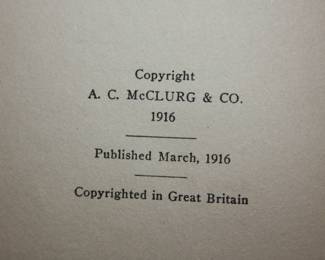 Copyright
A. C. McCLURG & CO.
1916
Published March, 1916
Copyrighted in Great Britain